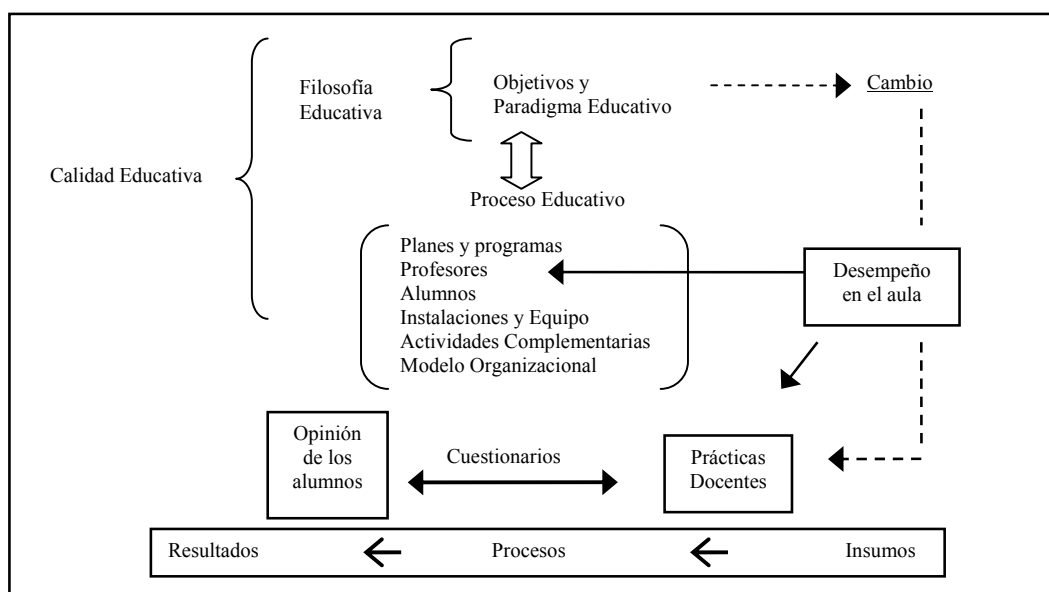 Filosofía
Educativa
Objetivos y
Paradigma Educativo
Cambio
Calidad Educativa
Proceso Educativo
Planes y programas
Profesores
Alumnos
Instalaciones y Equipo
Actividades Complementarias
Modelo Organizacional
Desempeño
en el aula
Opinión
de los
alumnos
Cuestionarios
Prácticas
Docentes
Resultados
Procesos
Insumos